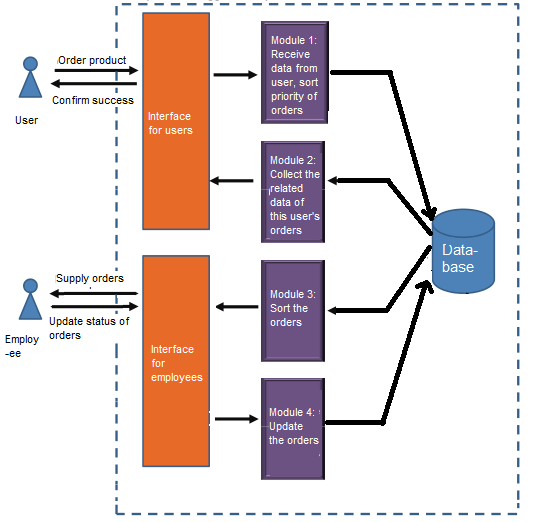 Order product
Confirm success
User
Interface
for users
Module 1:
Receive
data from
user, sort
priority of
orders
Module 2:
Collect the
related
data of
this user's
orders
Data-
base
Supply orders
Update status of
orders
Employ
-ee
Interface
for
employees
Module 3:
Sort the
orders
Module 4:
Update
the orders